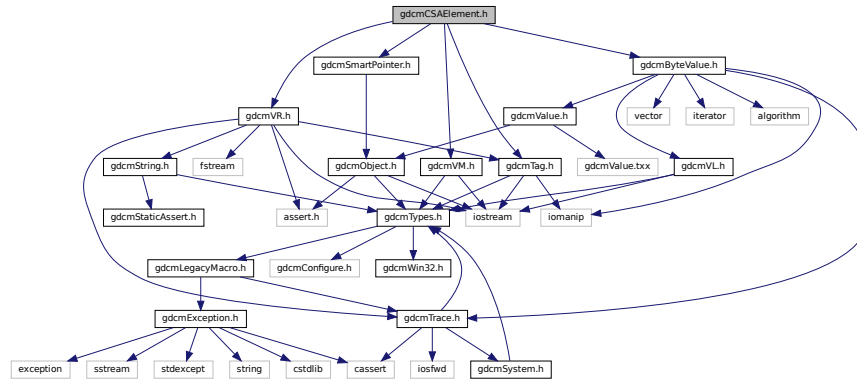 gdcmCSAElement.h
gdcmSmartPointer.h
gdcmByteValue.h
gdcmVR.h
gdcmValue.h
vector
iterator
algorithm
gdcmString.h
fstream
gdcmObject.h
gdcmVM.h
gdcmTag.h
gdcmValue.txx
gdcmVL.h
gdcmStaticAssert.h
assert.h
gdcmTypes.h
iostream
iomanip
gdcmLegacyMacro.h
gdcmConfigure.h
gdcmWin32.h
gdcmException.h
gdcmTrace.h
exception
sstream
stdexcept
string
cstdlib
cassert
iosfwd
gdcmSystem.h